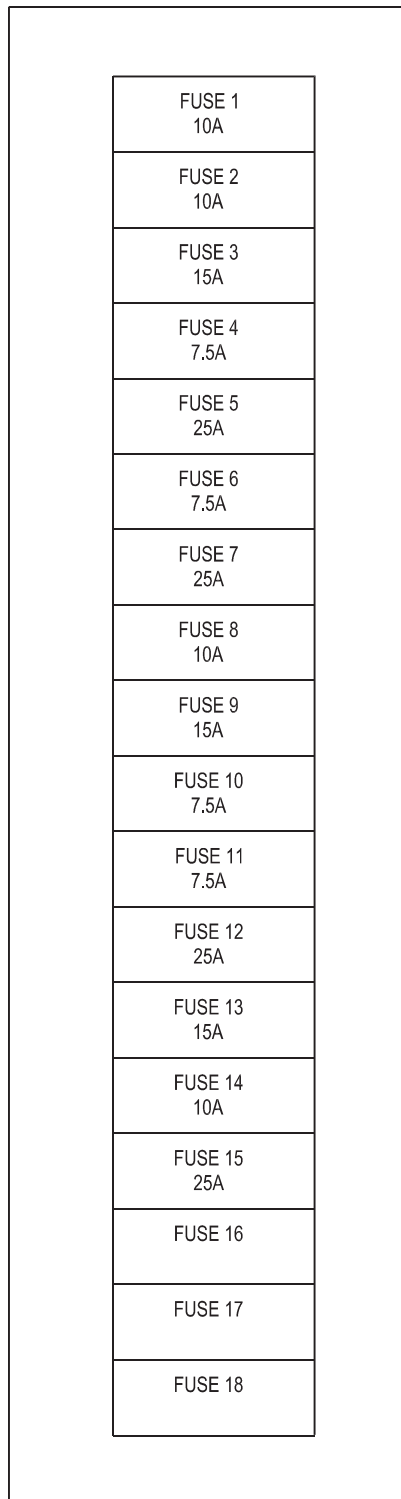 FUSE 1
10A
FUSE 2
10A
FUSE 3
15A
FUSE 4
7.5A
FUSE 5
25A
FUSE 6
7.5A
FUSE 7
25A
FUSE 8
10A
FUSE 9
15A
FUSE 10
7.5A
FUSE 11
7.5A
FUSE 12
25A
FUSE 13
15A
FUSE 14
10A
FUSE 15
25A
FUSE 16
FUSE 17
FUSE 18